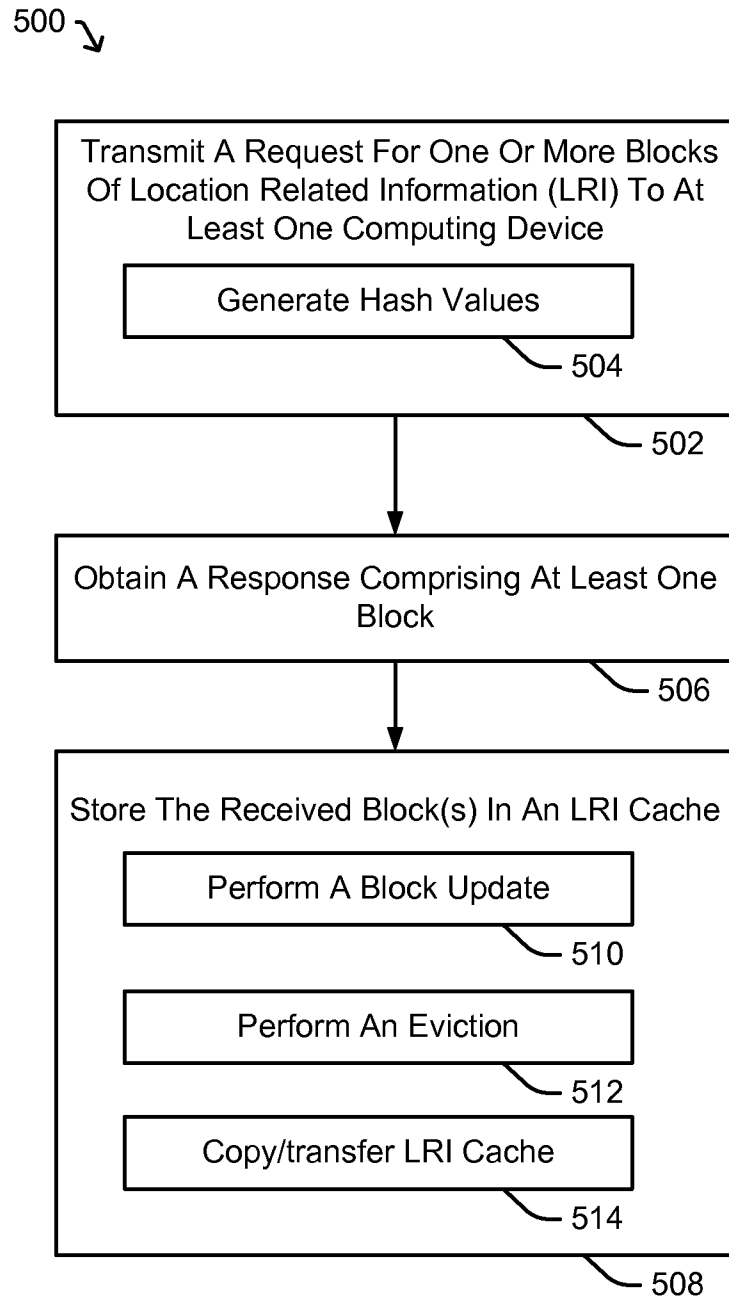 500
Transmit A Request For One Or More Blocks
Of Location Related Information (LRI) To At
Least One Computing Device
Generate Hash Values
504
502
Obtain A Response Comprising At Least One
Block
506
Store The Received Block(s) In An LRI Cache
Perform A Block Update
510
Perform An Eviction
512
Copy/transfer LRI Cache
514
508